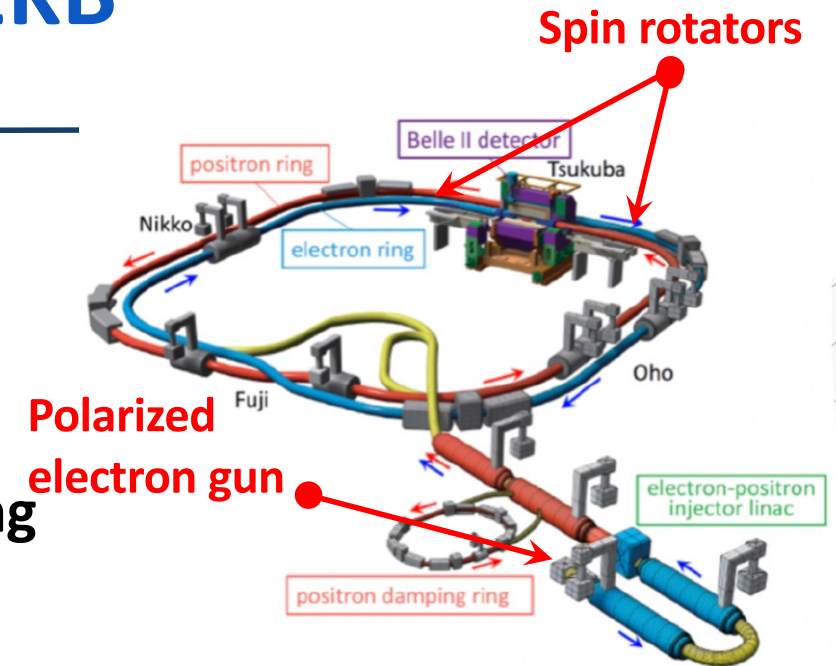 Spin rotators
Belle II detector
Tsukuba
positron ring
Nikko
electron ring
Oho
Fuji
Polarized
electron gun
electron-positron
injector linac
positron damping ring